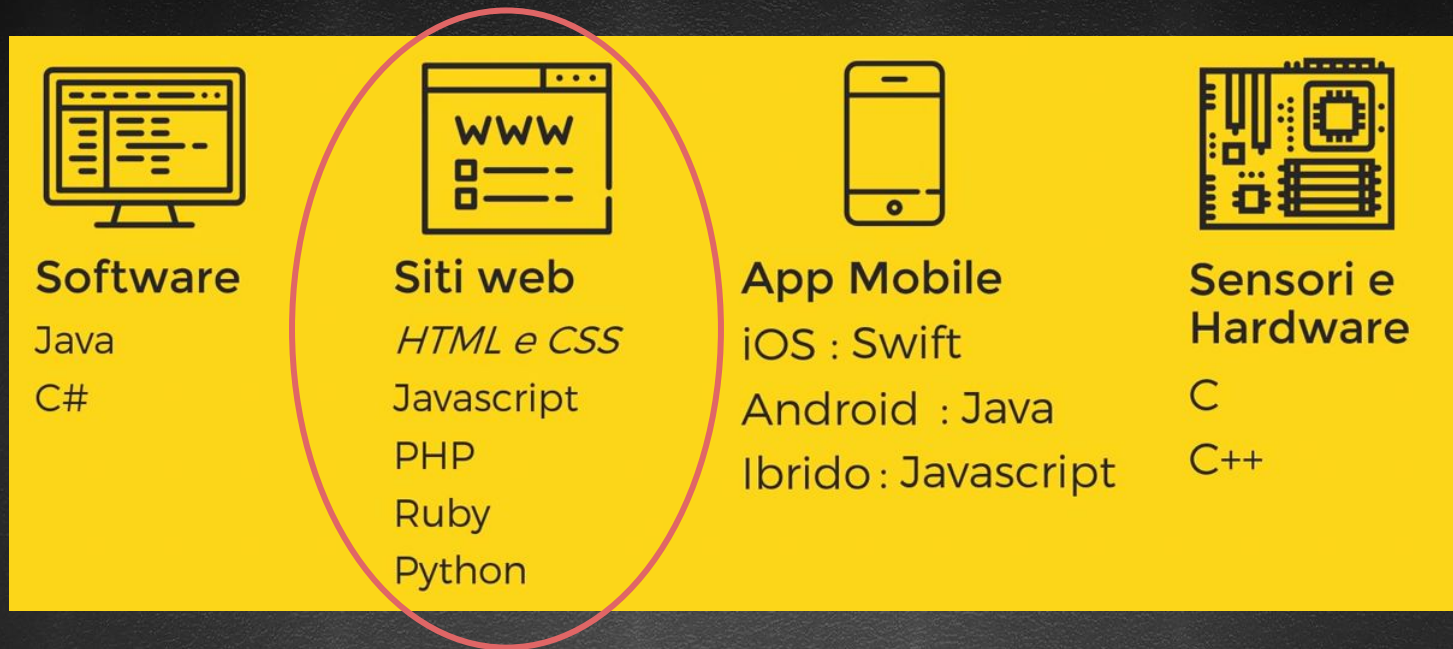 WWW
Software
Java
C#
Siti web
HTML e CSS
Javascript
PHP
Ruby
Python
App Mobile
iOS : Swift
Android : Java
Ibrido : Javascript
Sensori e
Hardware
C
C++